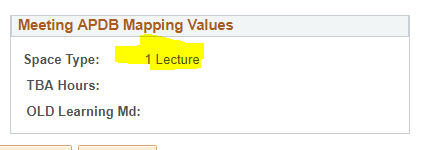 Meeting APDB Mapping Values
Space Type: 1 Lecture
TBA Hours:
OLD Learning Md: